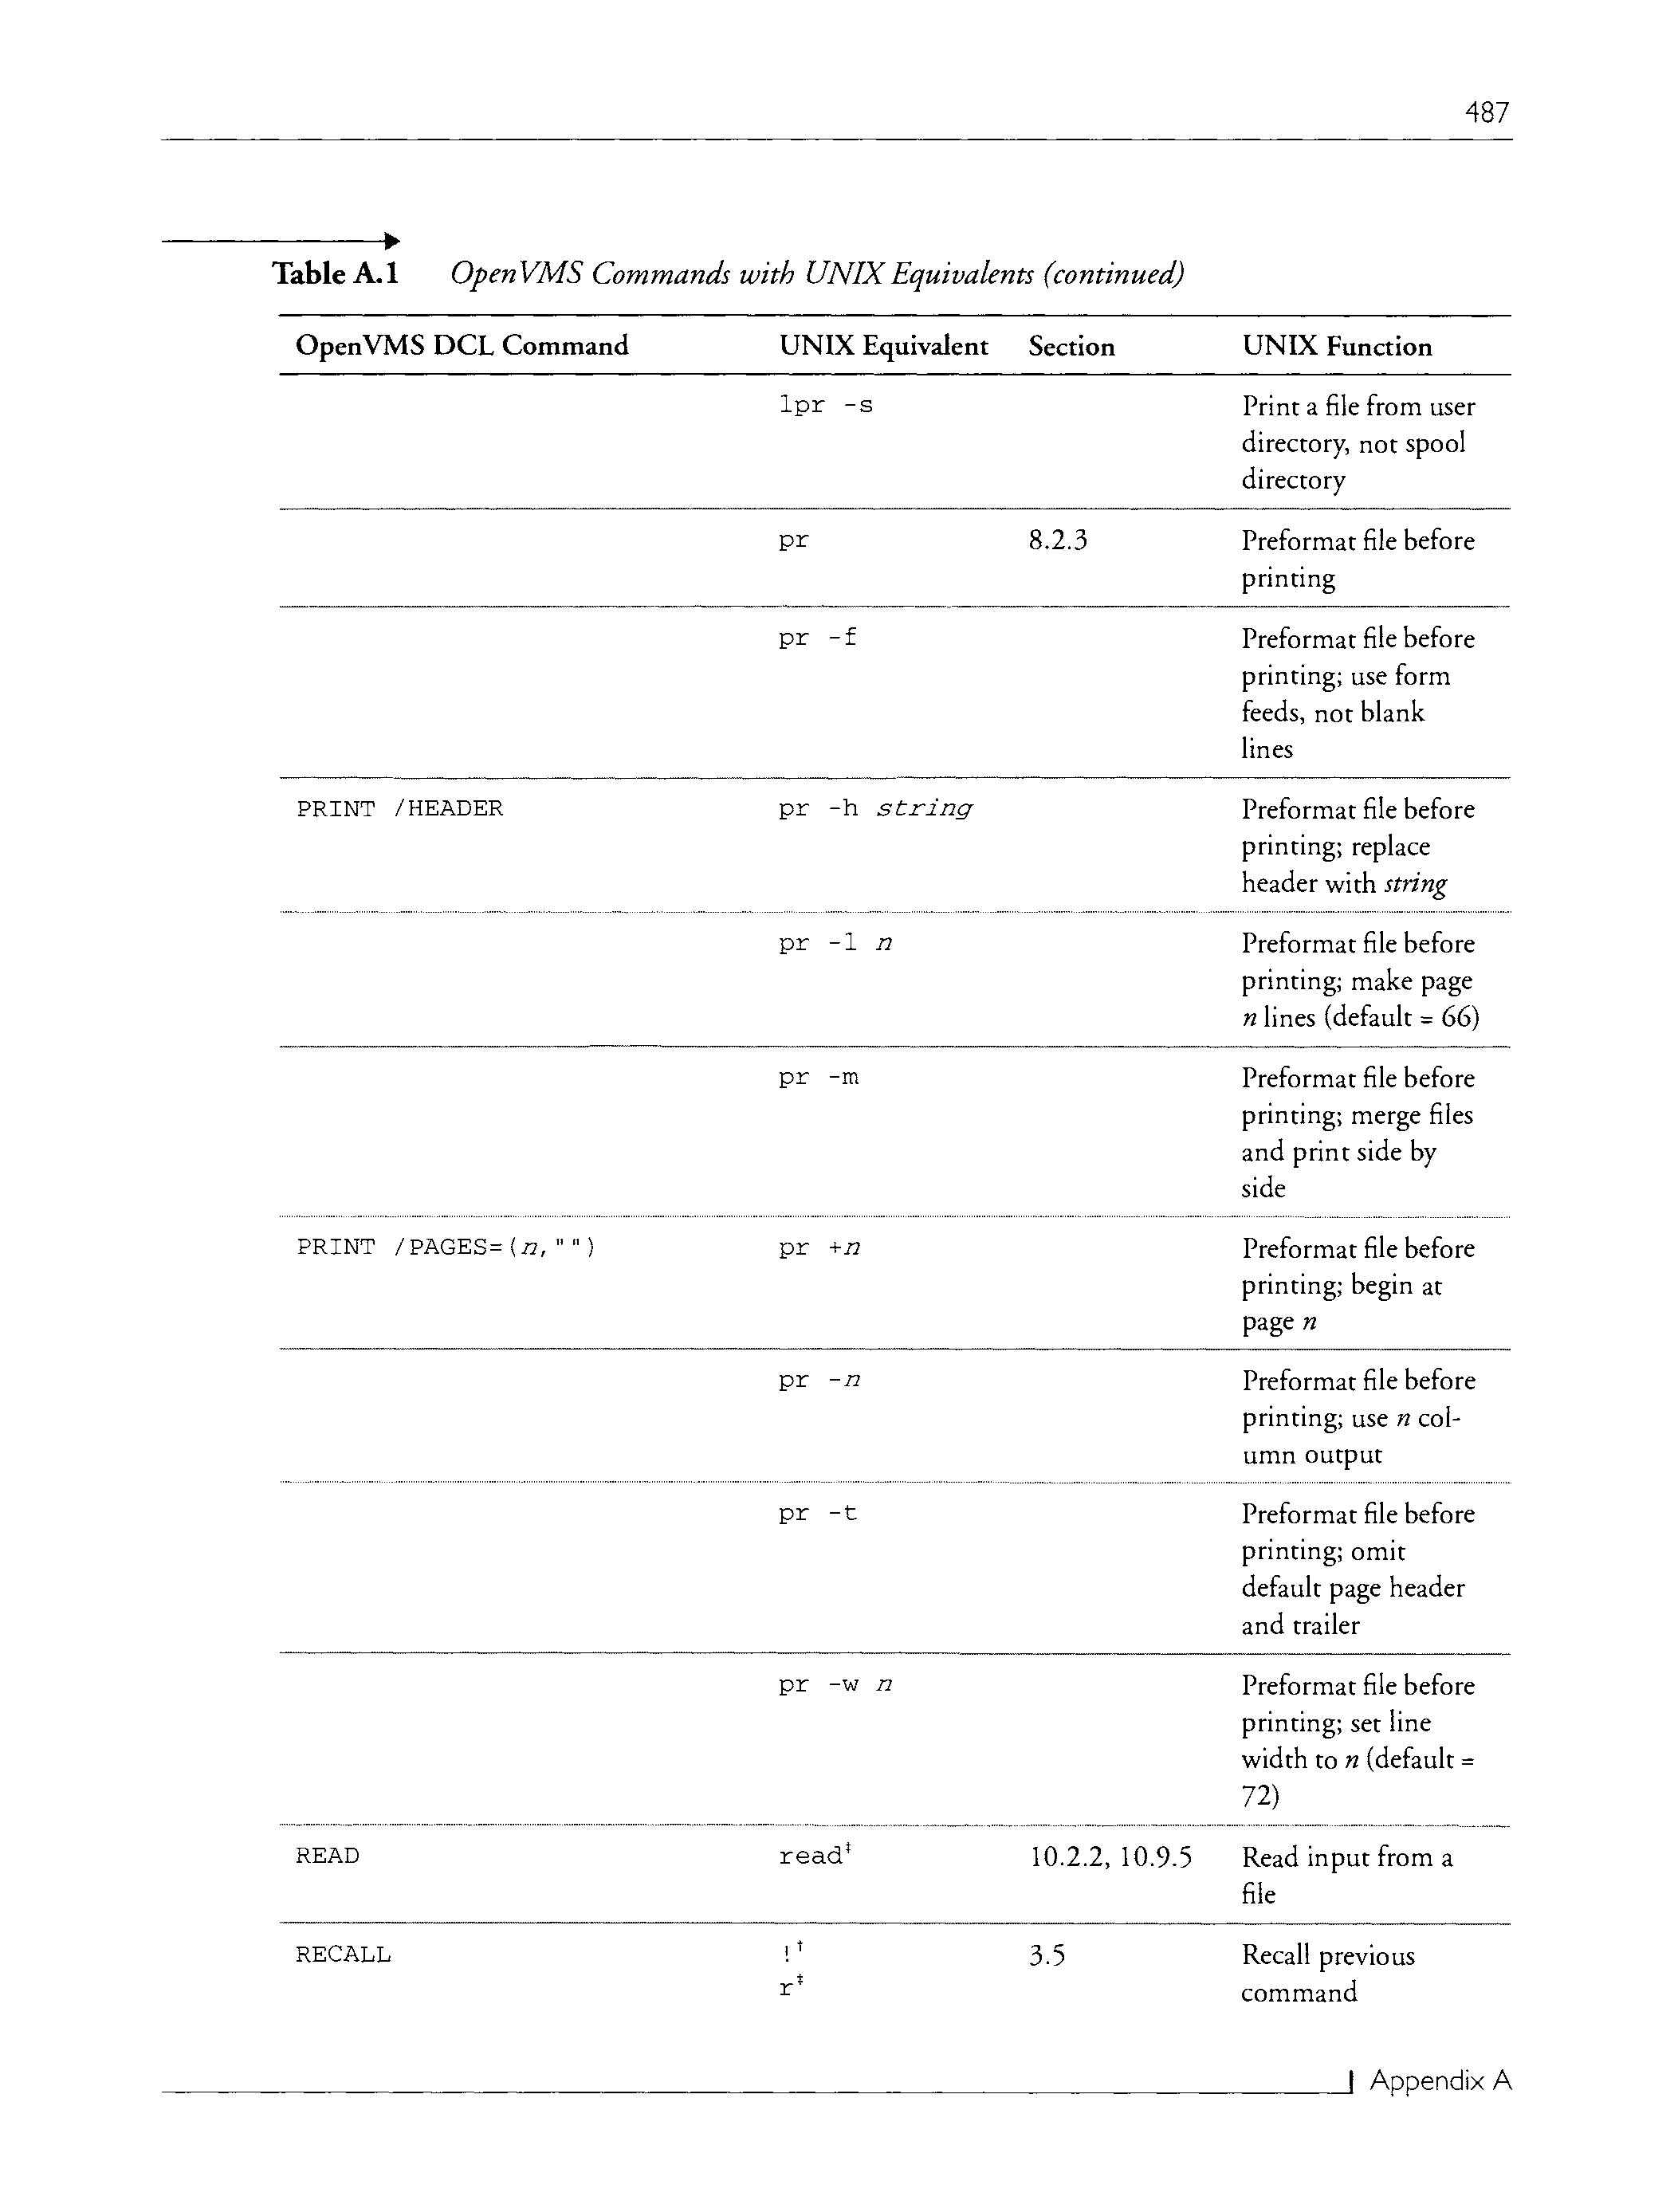 487
Table A.1 OpenVMS Commands with UNIX Equivalents (continued)
OpenVMS DCL Command UNIX Equivalent Section UNIX Function
lpr -s Print a file from user
directory, not spool
directory
pr 8.2.3 Preformat file before
printing
pr -f Preformat file before
printing; use form
feeds, not blank
lines
PRINT /HEADER pr -h string Preformat file before
printing; replace
header with string
pr -l n Preformat file before
printing; make page
n lines (default = 66)
pr -m Preformat file before
printing; merge files
and print side by
side
PRINT /PAGES=(n,"") pr +n Preformat file before
printing; begin at
page n
pr -n Preformat file before
printing; use n col-
umn output
pr -t Preformat file before
printing; omit
default page header
and trailer
pr -w n Preformat file before
printing; set line
width to n (default =
72)
READ read‡ 10.2.2, 10.9.5 Read input from a
file
RECALL !† 3.5 Recall previous
r‡ command
Appendix A